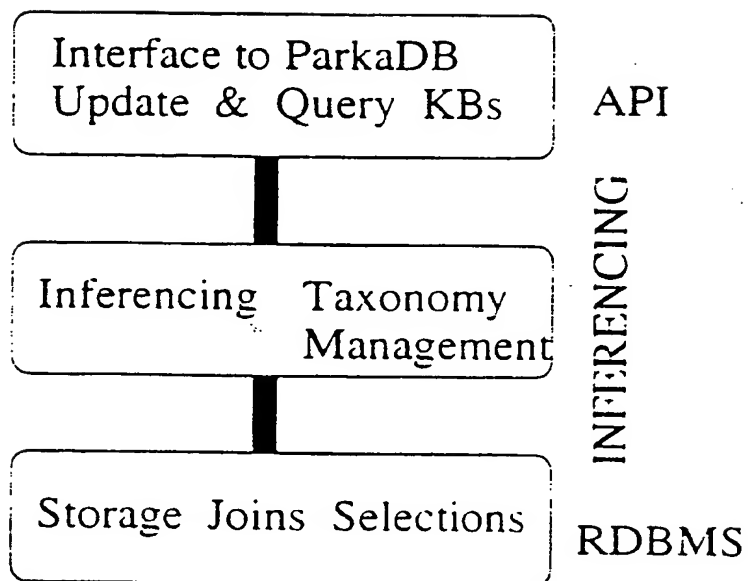 Interface to ParkaDB
Update & Query KBs
API
INFERENCING
Inferencing Taxonomy
Management
Storage Joins Selections
RDBMS